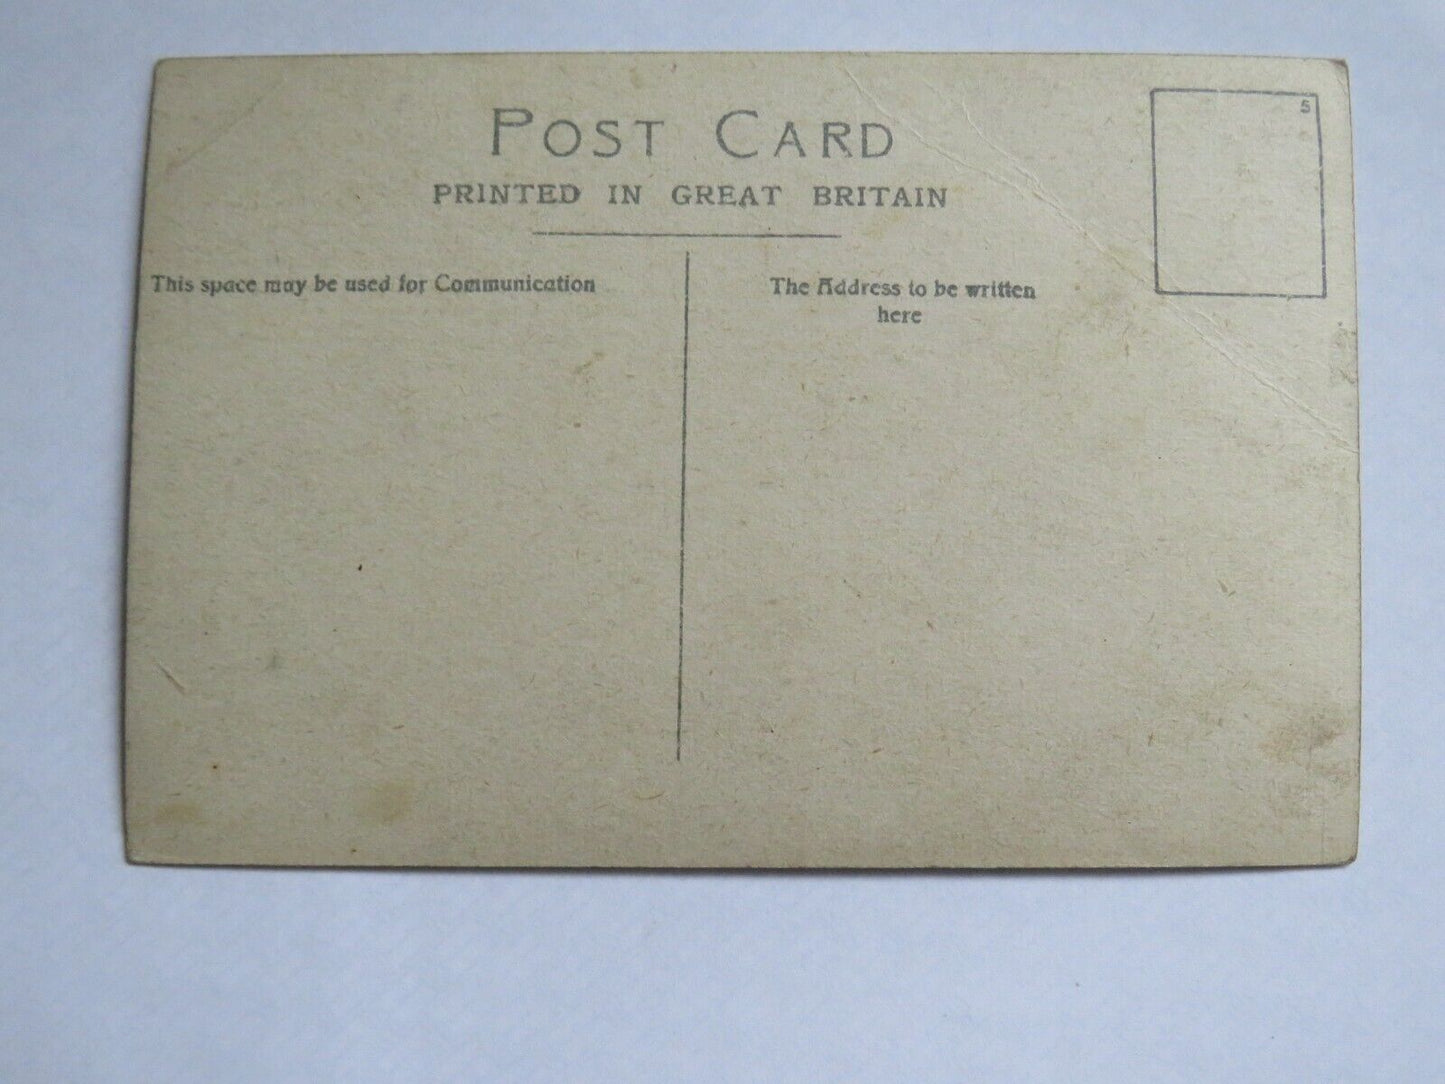 POST CARD
PRINTED IN GREAT BRITAIN
5
This space may be used for Communication
The Address to be written
here